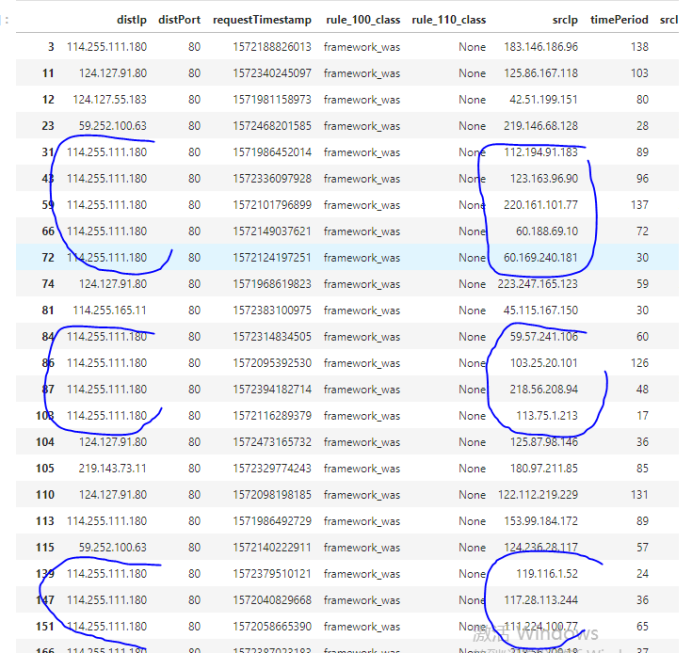 distIp distPort requestTimestamp rule_100_class rule_110_class srcIp timePeriod srcI
3 114.255.111.180 80 1572188826013 framework_was None 183.146.186.96 138
11 124.127.91.80 80 1572340245097 framework_was None 125.86.167.118 103
12 124.127.55.183 80 1571981158973 framework_was None 42.51.199.151 80
23 59.252.100.63 80 1572468201585 framework_was None 219.146.68.128 28
31 114.255.111.180 80 1571986452014 framework_was None 112.194.91.183 89
43 114.255.111.180 80 1572336097928 framework_was None 123.163.96.90 96
59 114.255.111.180 80 1572101796899 framework_was None 220.161.101.77 137
66 114.255.111.180 80 1572149037621 framework_was None 60.188.69.10 72
72 114.255.111.180 80 1572124197251 framework_was None 60.169.240.181 30
74 124.127.91.80 80 1571968619823 framework_was None 223.247.165.123 59
81 114.255.165.11 80 1572383100975 framework_was None 45.115.167.150 30
84 114.255.111.180 80 1572314834505 framework_was None 59.57.241.106 60
86 114.255.111.180 80 1572095392530 framework_was None 103.25.20.101 126
87 114.255.111.180 80 1572394182714 framework_was None 218.56.208.94 48
103 114.255.111.180 80 1572116289379 framework_was None 113.75.1.213 17
104 124.127.91.80 80 1572473165732 framework_was None 125.87.98.146 36
105 219.143.73.11 80 1572329774243 framework_was None 180.97.211.85 85
110 124.127.91.80 80 1572098198185 framework_was None 122.112.219.229 131
113 114.255.111.180 80 1571986492729 framework_was None 153.99.184.172 89
115 59.252.100.63 80 1572140222911 framework_was None 124.236.28.117 57
139 114.255.111.180 80 1572379510121 framework_was None 119.116.1.52 24
147 114.255.111.180 80 1572040829668 framework_was None 117.28.113.244 36
151 114.255.111.180 80 1572058665390 framework_was None 111.224.100.77 65
激活 Windows
166 114.255.111.180 80 1572387023183 framework_was None 37